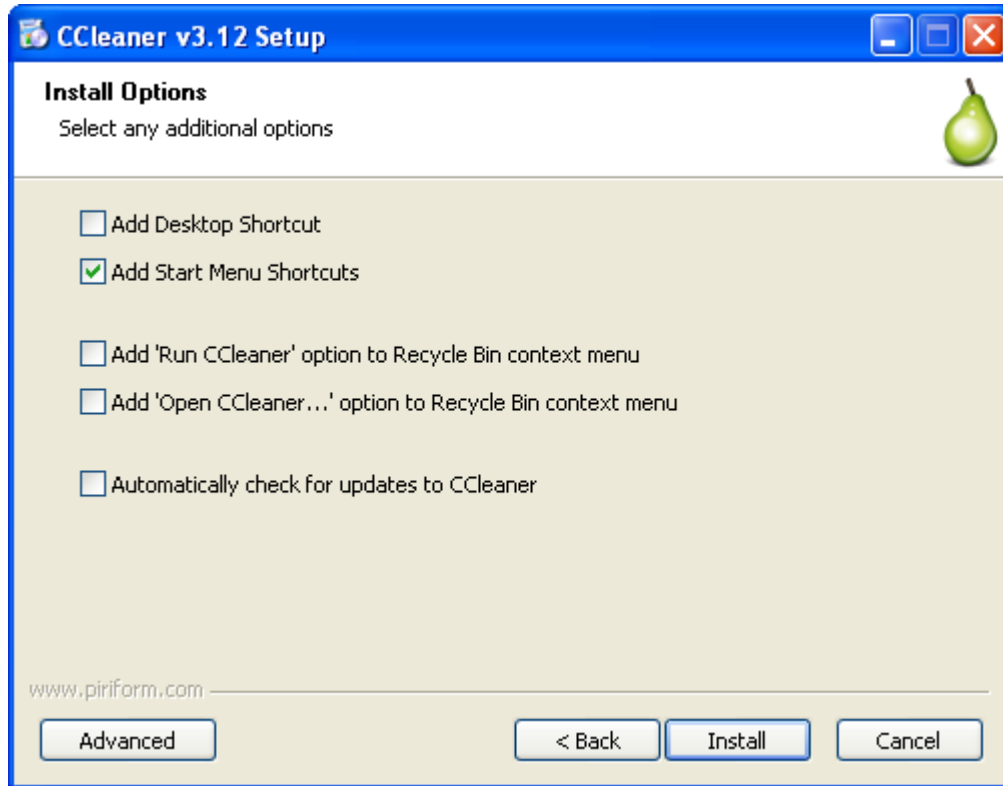 CCleaner v3.12 Setup
Install Options
Select any additional options
Add Desktop Shortcut
Add Start Menu Shortcuts
Add 'Run CCleaner' option to Recycle Bin context menu
Add 'Open CCleaner...' option to Recycle Bin context menu
Automatically check for updates to CCleaner
www.piriform.com
Advanced
< Back
Install
Cancel